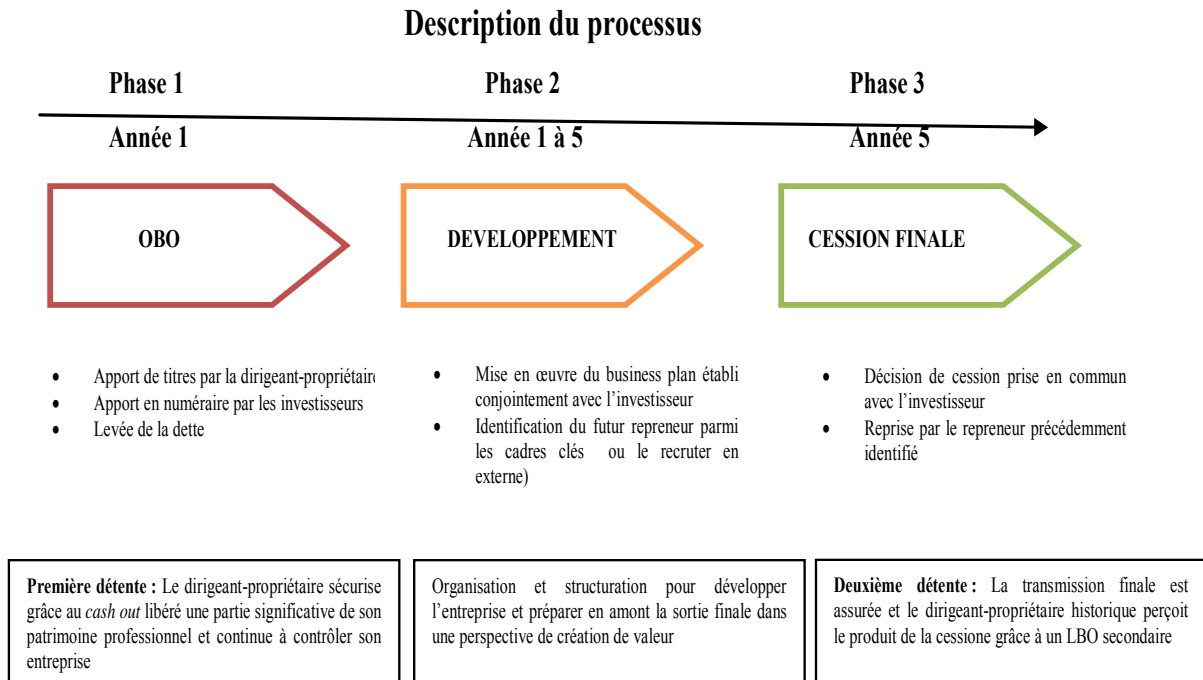 Description du processus
Phase 1
Phase 2
Phase 3
Année 1
Année 1 à 5
Année 5
OBO
DEVELOPPEMENT
CESSION FINALE
• Apport de titres par la dirigeant-propriétaire
• Apport en numéraire par les investisseurs
• Levée de la dette
• Mise en œuvre du business plan établi
conjointement avec l'investisseur
• Identification du futur repreneur parmi
les cadres clés ou le recruter en
externe)
• Décision de cession prise en commun
avec l'investisseur
• Reprise par le repreneur précédemment
identifié
Première détente : Le dirigeant-propriétaire sécurise
grâce au cash out libéré une partie significative de son
patrimoine professionnel et continue à contrôler son
entreprise
Organisation et structuration pour développer
l'entreprise et préparer en amont la sortie finale dans
une perspective de création de valeur
Deuxième détente : La transmission finale est
assurée et le dirigeant-propriétaire historique perçoit
le produit de la cessione grâce à un LBO secondaire